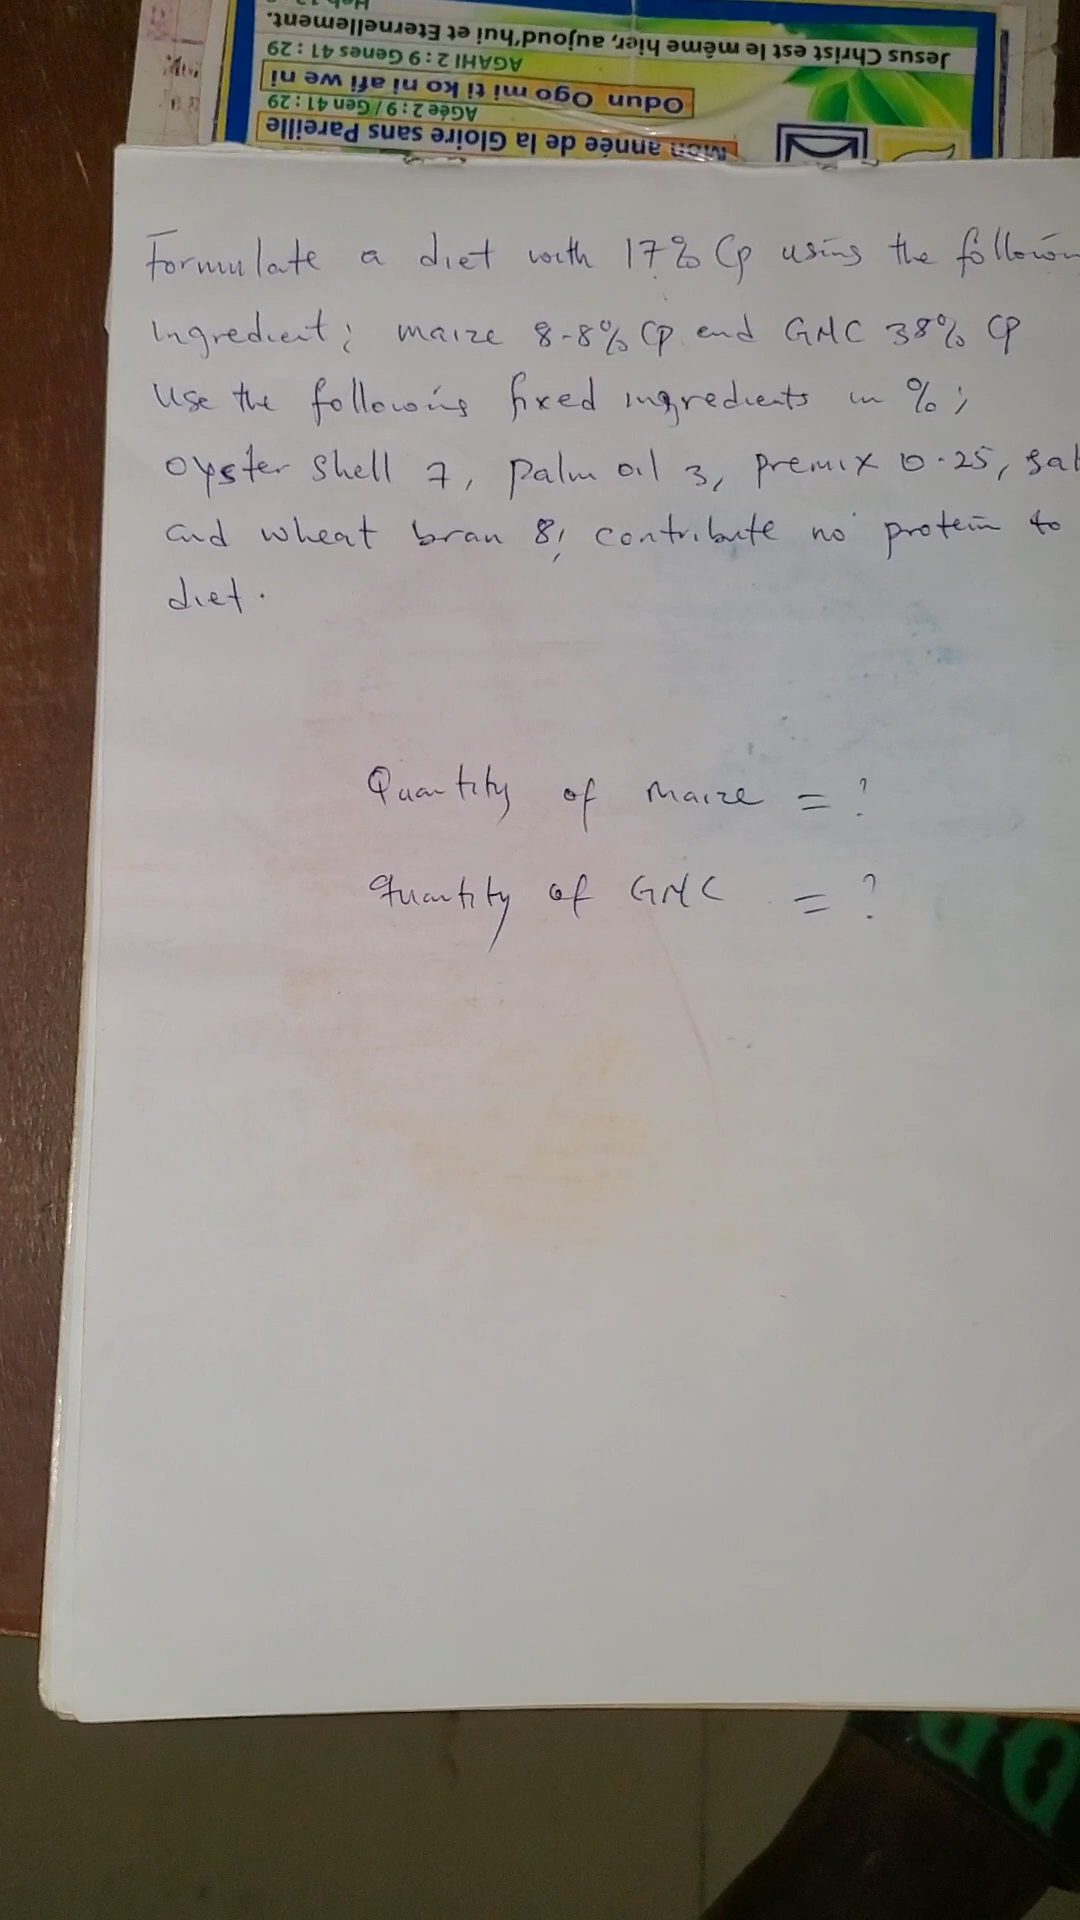 Jesus Christ est le même hier, aujourd'hui et Eternellement.
AGAHI 2 : 9 Genes 41 : 29
Odun Ogo mi ti ko ni afi we ni
Agée 2 : 9 / Gen 41 : 29
Mon année de la Gloire sans Pareille
Formulate a diet with 17% Cp using the
Ingredient; maize 8-8% Cp and GNC 38% CP
Use the following fixed ingredients in %;
oyster shell 7, palm oil 3, premix 0.25,
and wheat bran 8, contribute no protein to
diet.
Quantity of maize = ?
Quantity of GNC = ?